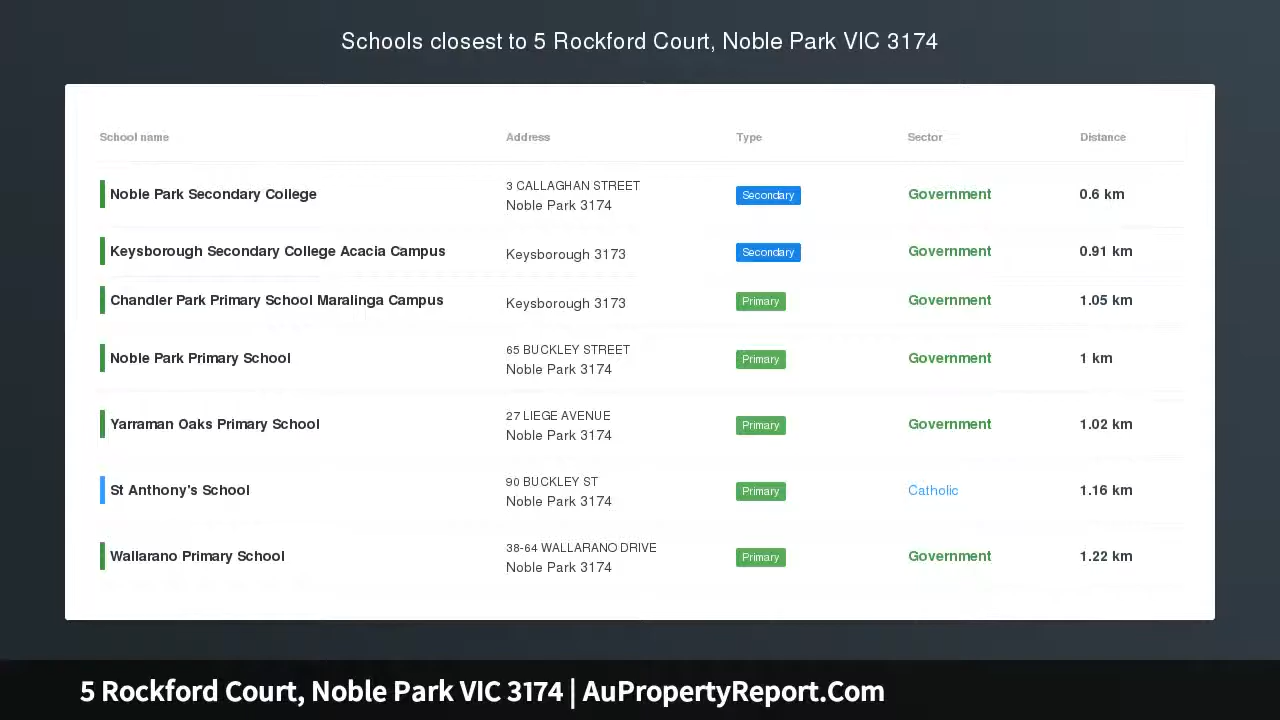 Schools closest to 5 Rockford Court, Noble Park VIC 3174
School name Address Type Sector Distance
Noble Park Secondary College 3 CALLAGHAN STREET Noble Park 3174 Secondary Government 0.6 km
Keysborough Secondary College Acacia Campus Keysborough 3173 Secondary Government 0.91 km
Chandler Park Primary School Maralinga Campus Keysborough 3173 Primary Government 1.05 km
Noble Park Primary School 65 BUCKLEY STREET Noble Park 3174 Primary Government 1 km
Yarraman Oaks Primary School 27 LIEGE AVENUE Noble Park 3174 Primary Government 1.02 km
St Anthony's School 90 BUCKLEY ST Noble Park 3174 Primary Catholic 1.16 km
Wallarano Primary School 38-64 WALLARANO DRIVE Noble Park 3174 Primary Government 1.22 km
5 Rockford Court, Noble Park VIC 3174 | AuPropertyReport.Com